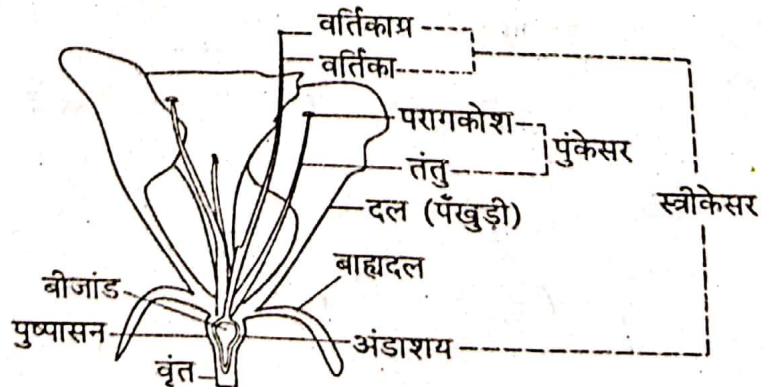 वर्तिकाग्र
वर्तिका
परागकोश
पुंकेसर
तंतु
स्त्रीकेसर
दल (पँखुड़ी)
बाह्यदल
बीजांड
पुष्पासन
अंडाशय
वृंत